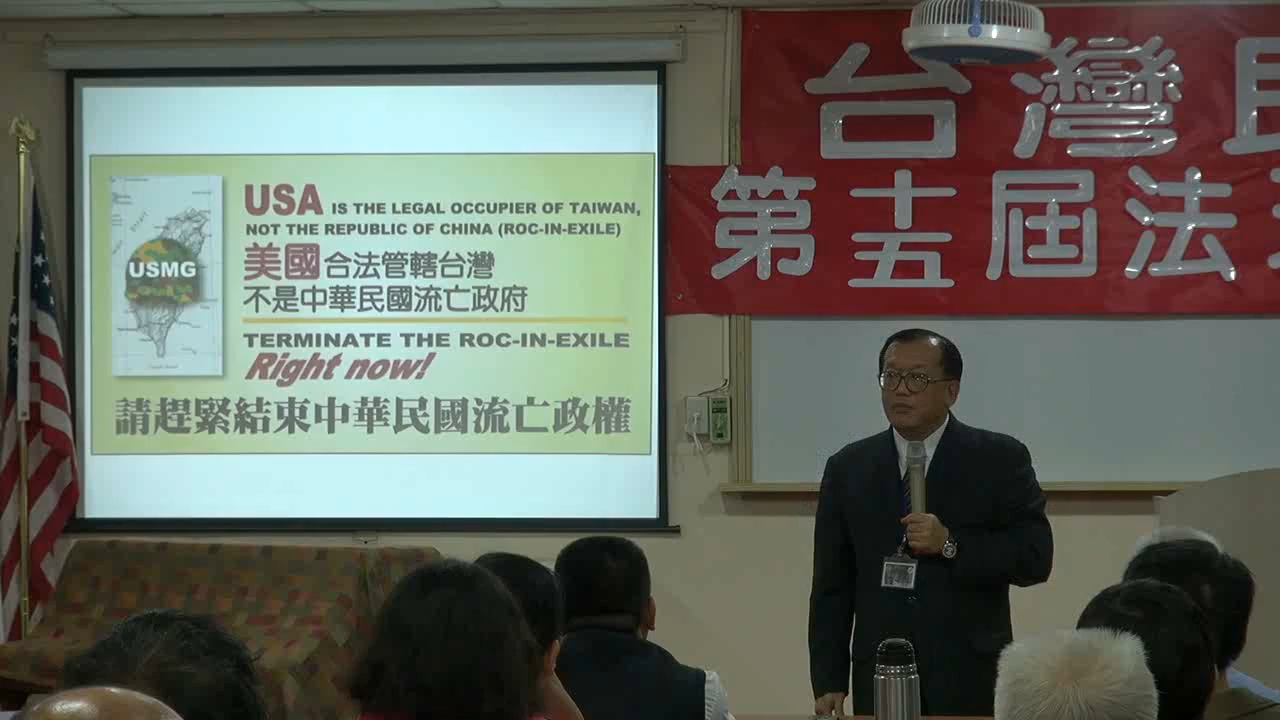 USMG
USA IS THE LEGAL OCCUPIER OF TAIWAN,
NOT THE REPUBLIC OF CHINA (ROC-IN-EXILE)
美國合法管轄台灣
不是中華民國流亡政府
TERMINATE THE ROC-IN-EXILE
Right now!
請趕緊結束中華民國流亡政權
台灣
第十五屆法